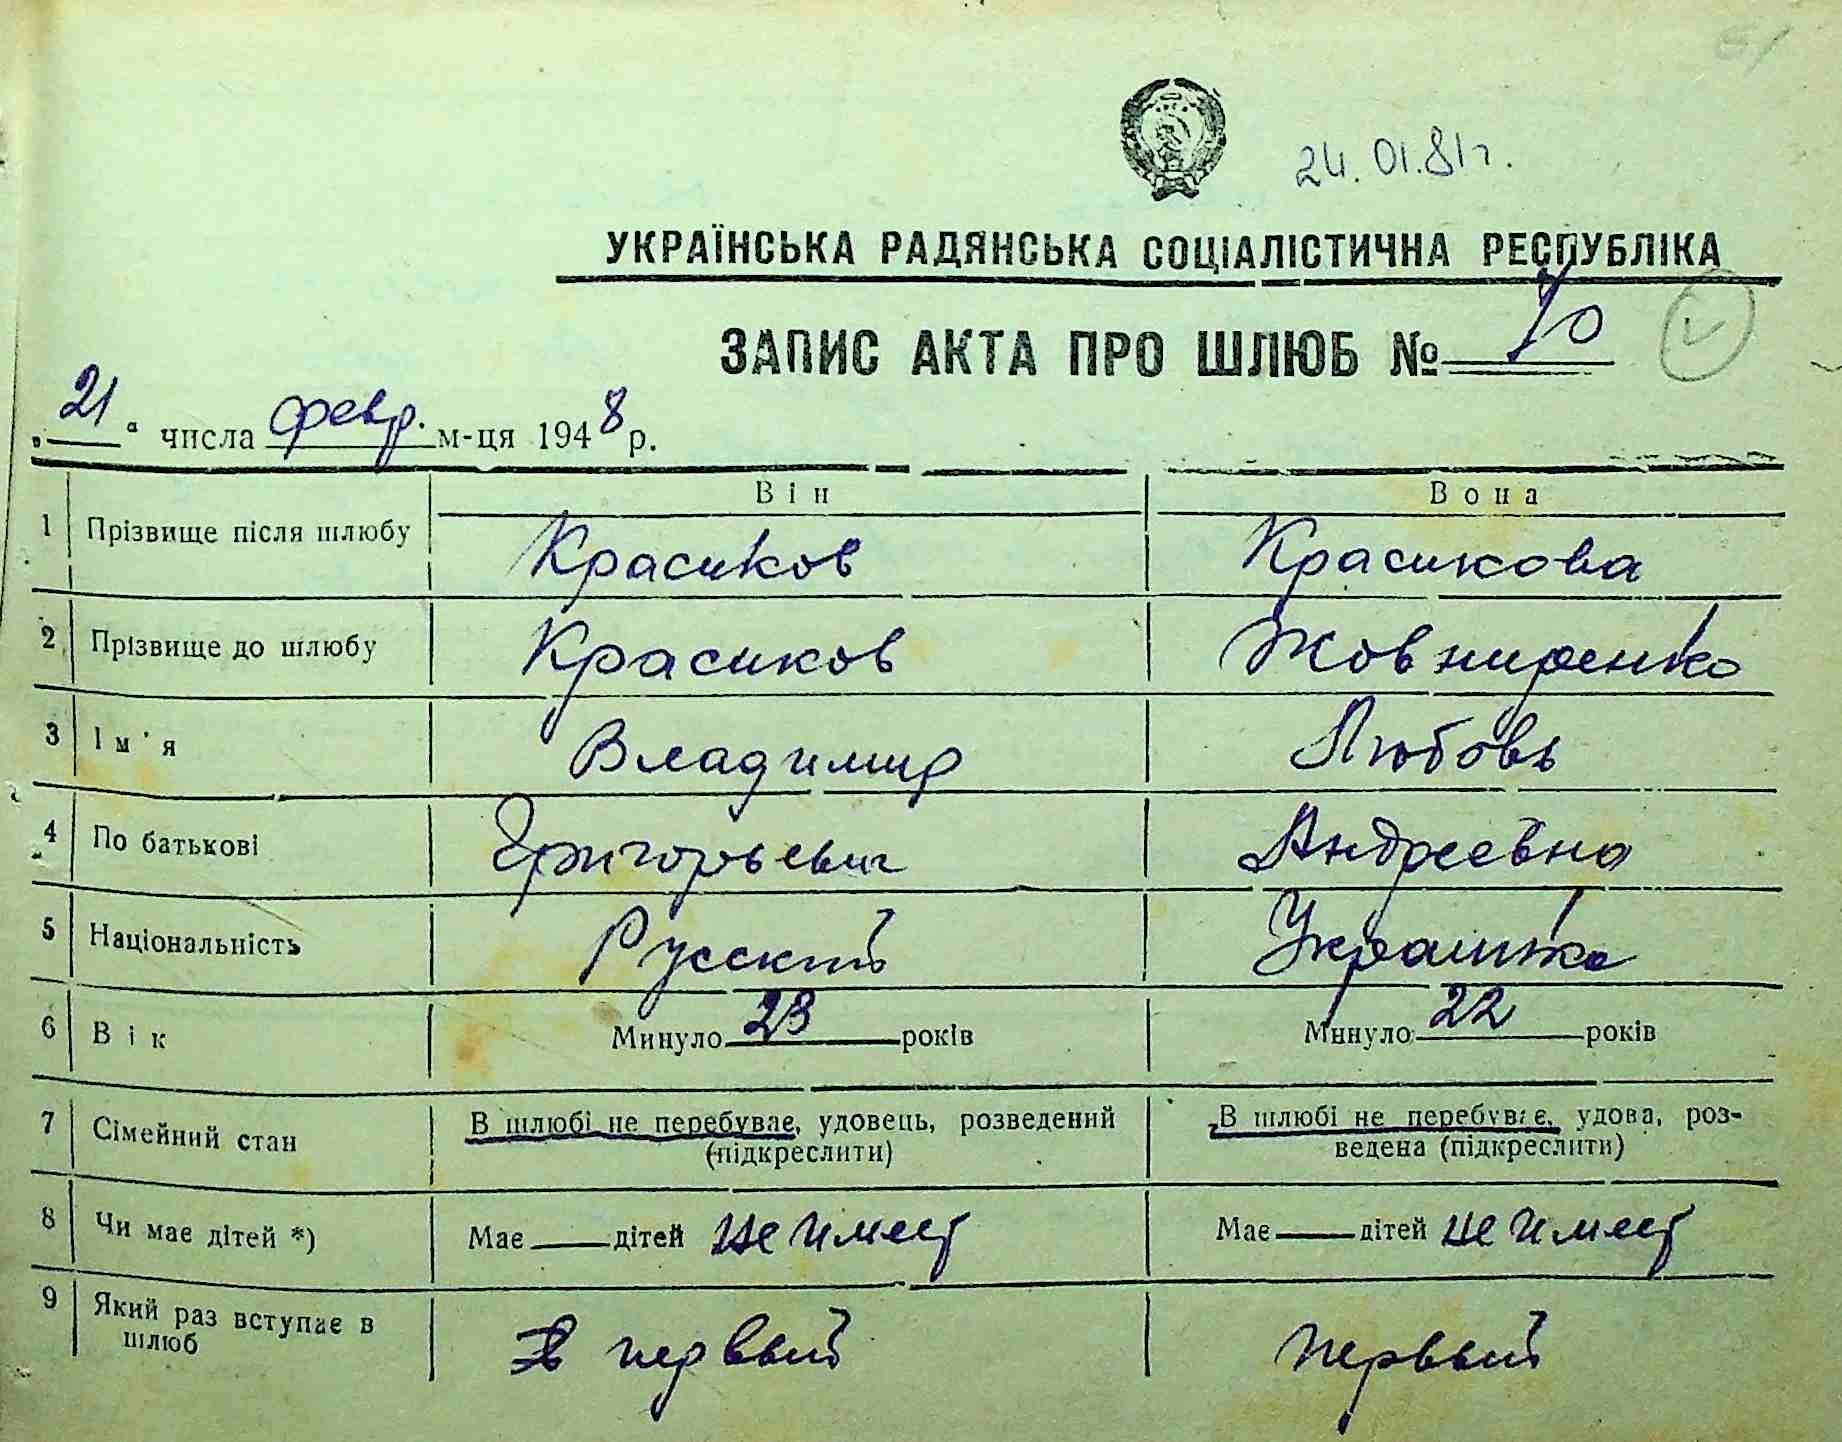 24.01.81г.
УКРАЇНСЬКА РАДЯНСЬКА СОЦІАЛІСТИЧНА РЕСПУБЛІКА
ЗАПИС АКТА ПРО ШЛЮБ № 70
„21“ числа февр. м-ця 1948 р.
Він Вона
1 Прізвище після шлюбу Красиков Красикова
2 Прізвище до шлюбу Красиков Жовниренко
3 Ім'я Владимир Любовь
4 По батькові Григорьевич Андреевна
5 Національність Русский Украинка
6 Вік Минуло 23 років Минуло 22 років
7 Сімейний стан В шлюбі не перебуває, удовець, розведений (підкреслити) В шлюбі не перебуває, удова, роз-
ведена (підкреслити)
8 Чи має дітей *) Має дітей не имеет Має дітей не имеет
9 Який раз вступає в шлюб В первый первый